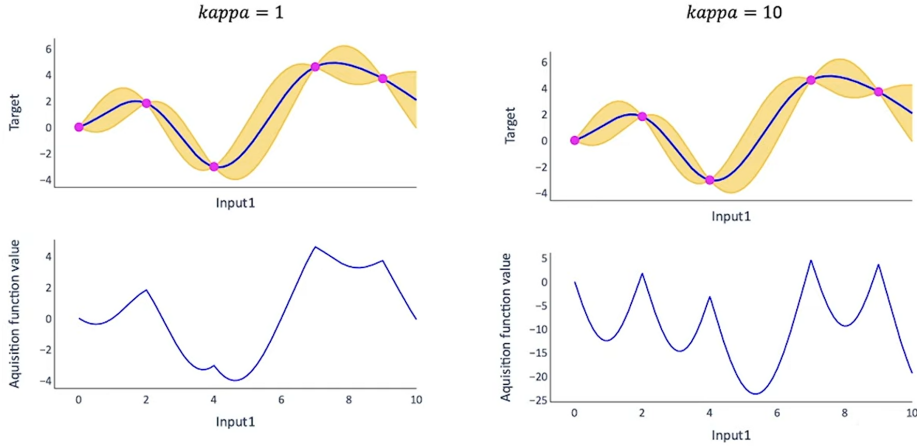 kappa = 1
6
4
2
0
−2
−4
Target
Input1
4
2
0
−2
−4
Aquisition function value
0 2 4 6 8 10
Input1
kappa = 10
6
4
2
0
−2
−4
Target
Input1
5
0
−5
−10
−15
−20
−25
Aquisition function value
0 2 4 6 8 10
Input1